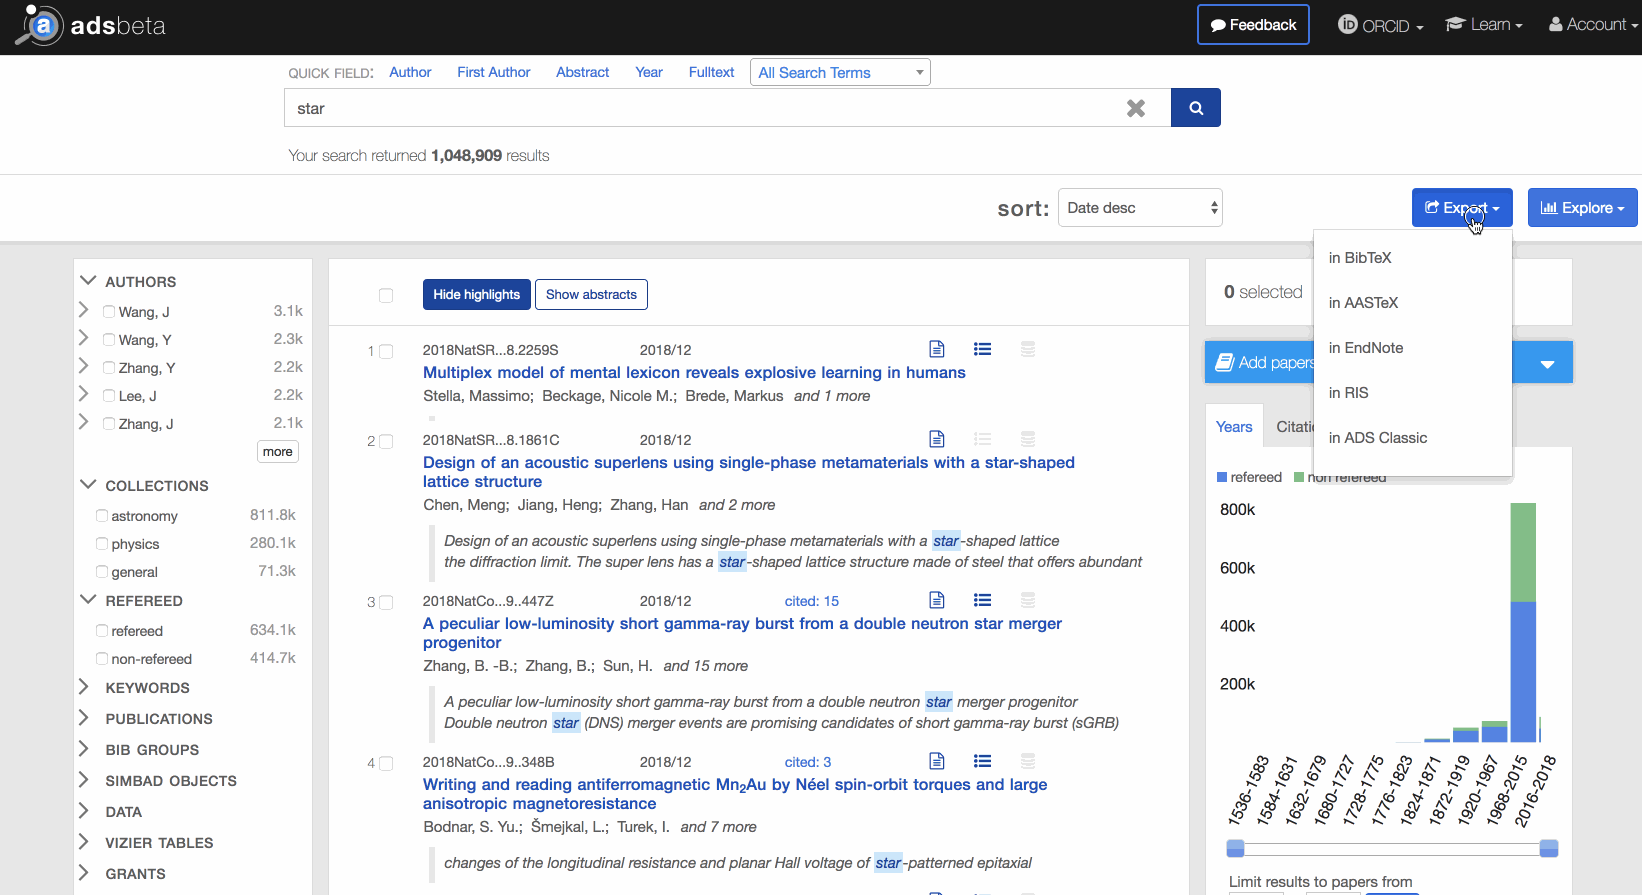 adsbeta
Feedback
ORCID
Learn
Account
QUICK FIELD: Author First Author Abstract Year Fulltext All Search Terms
star
Your search returned 1,048,909 results
sort: Date desc
Export
Explore
in BibTeX
in AASTeX
in EndNote
in RIS
in ADS Classic
AUTHORS
Wang, J 3.1k
Wang, Y 2.3k
Zhang, Y 2.2k
Lee, J 2.2k
Zhang, J 2.1k
more
COLLECTIONS
astronomy 811.8k
physics 280.1k
general 71.3k
REFEREED
refereed 634.1k
non-refereed 414.7k
KEYWORDS
PUBLICATIONS
BIB GROUPS
SIMBAD OBJECTS
DATA
VIZIER TABLES
GRANTS
Hide highlights Show abstracts
1 2018NatSR...8.2259S 2018/12
Multiplex model of mental lexicon reveals explosive learning in humans
Stella, Massimo; Beckage, Nicole M.; Brede, Markus and 1 more
2 2018NatSR...8.1861C 2018/12
Design of an acoustic superlens using single-phase metamaterials with a star-shaped
lattice structure
Chen, Meng; Jiang, Heng; Zhang, Han and 2 more
Design of an acoustic superlens using single-phase metamaterials with a star-shaped lattice
the diffraction limit. The super lens has a star-shaped lattice structure made of steel that offers abundant
3 2018NatCo...9..447Z 2018/12 cited: 15
A peculiar low-luminosity short gamma-ray burst from a double neutron star merger
progenitor
Zhang, B. -B.; Zhang, B.; Sun, H. and 15 more
A peculiar low-luminosity short gamma-ray burst from a double neutron star merger progenitor
Double neutron star (DNS) merger events are promising candidates of short gamma-ray burst (sGRB)
4 2018NatCo...9..348B 2018/12 cited: 3
Writing and reading antiferromagnetic Mn₂Au by Néel spin-orbit torques and large
anisotropic magnetoresistance
Bodnar, S. Yu.; Šmejkal, L.; Turek, I. and 7 more
changes of the longitudinal resistance and planar Hall voltage of star-patterned epitaxial
0 selected
Add papers
Years
refereed non refereed
800k
600k
400k
200k
1536-1583
1584-1631
1632-1679
1680-1727
1728-1775
1776-1823
1824-1871
1872-1919
1920-1967
1968-2015
2016-2018
Limit results to papers from